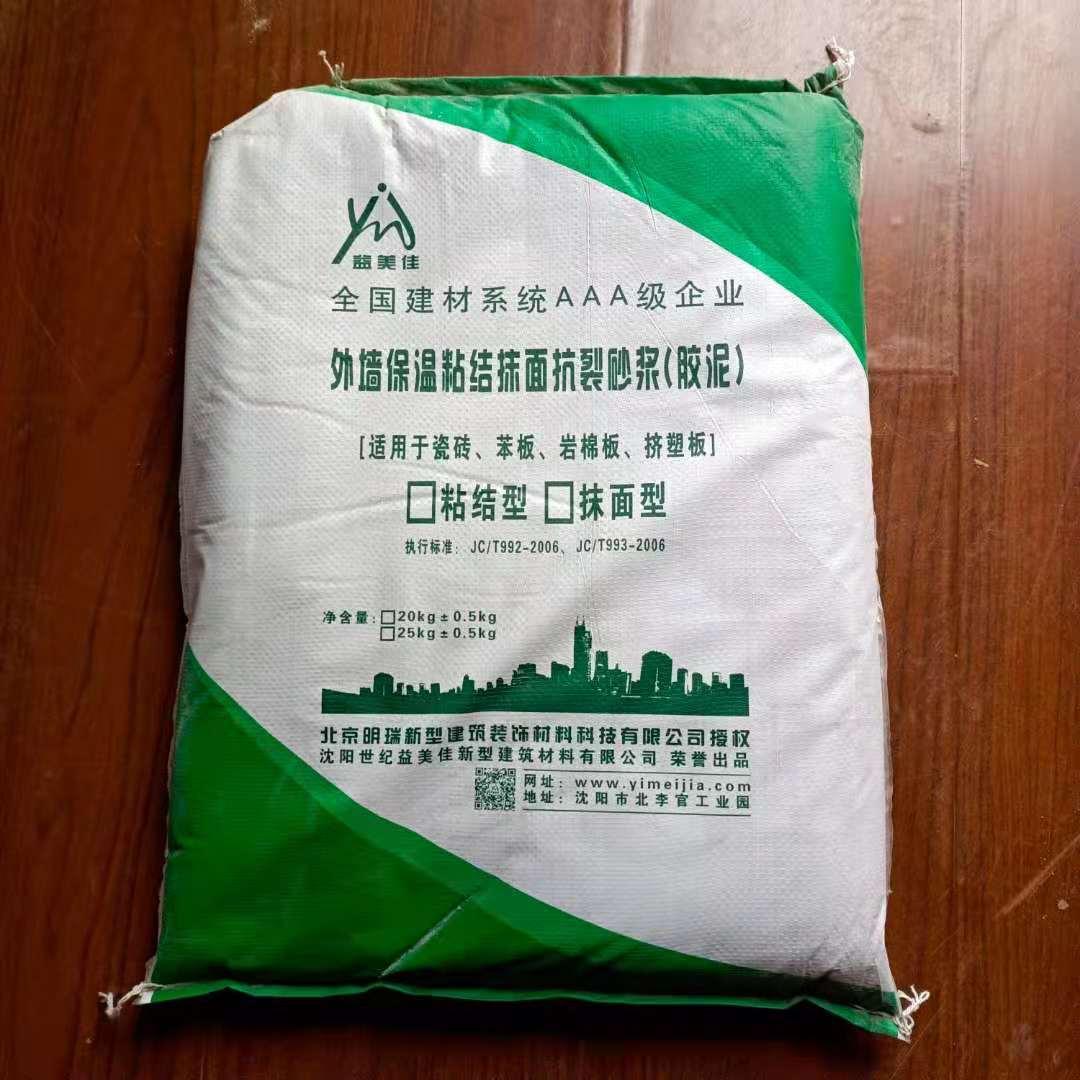 益美佳
全国建材系统AAA级企业
外墙保温粘结抹面抗裂砂浆(胶泥)
[适用于瓷砖、苯板、岩棉板、挤塑板]
□粘结型 □抹面型
执行标准: JC/T992-2006、JC/T993-2006
净含量:□20kg±0.5kg
□25kg±0.5kg
北京明瑞新型建筑装饰材料科技有限公司授权
沈阳世纪益美佳新型建筑材料有限公司 荣誉出品
网址: www.yimeijia.com
地址: 沈阳市北李官工业园